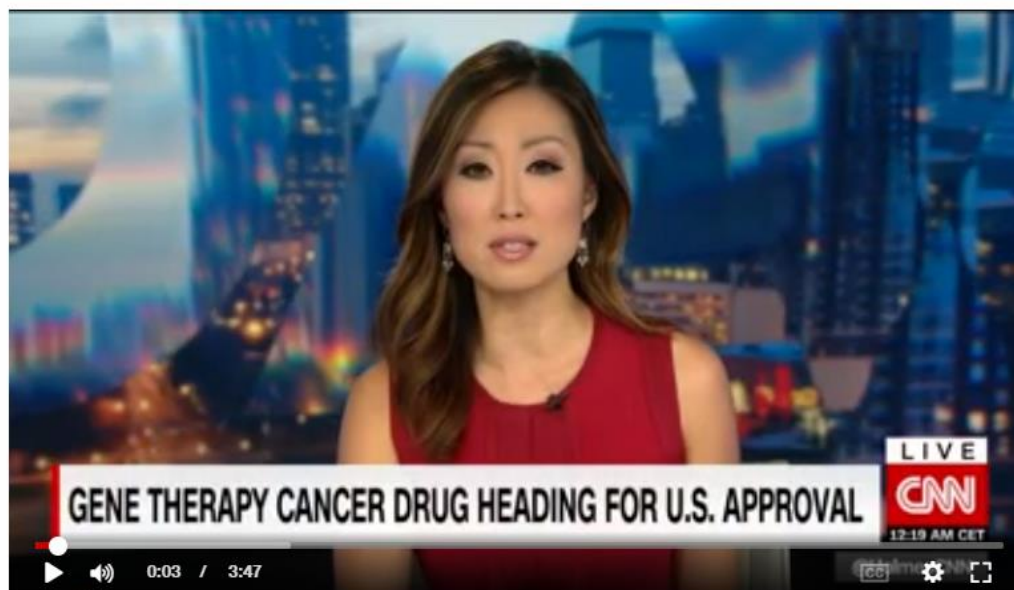 LIVE
GENE THERAPY CANCER DRUG HEADING FOR U.S. APPROVAL
CNN
12:19 AM CET
0:03 / 3:47
CC